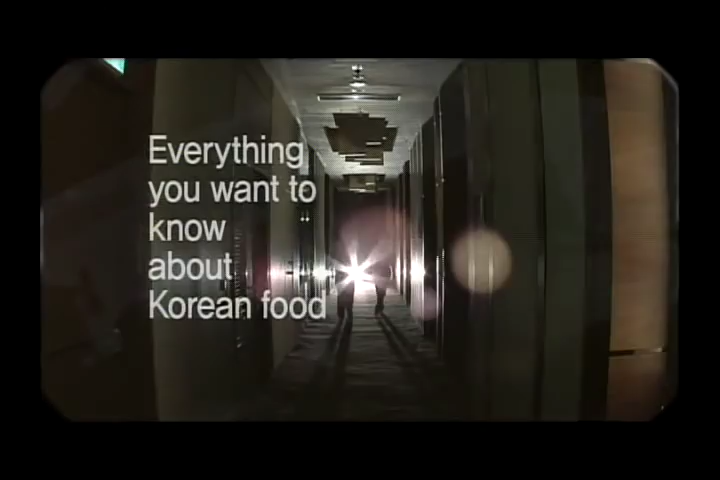 Everything
you want to
know
about
Korean food